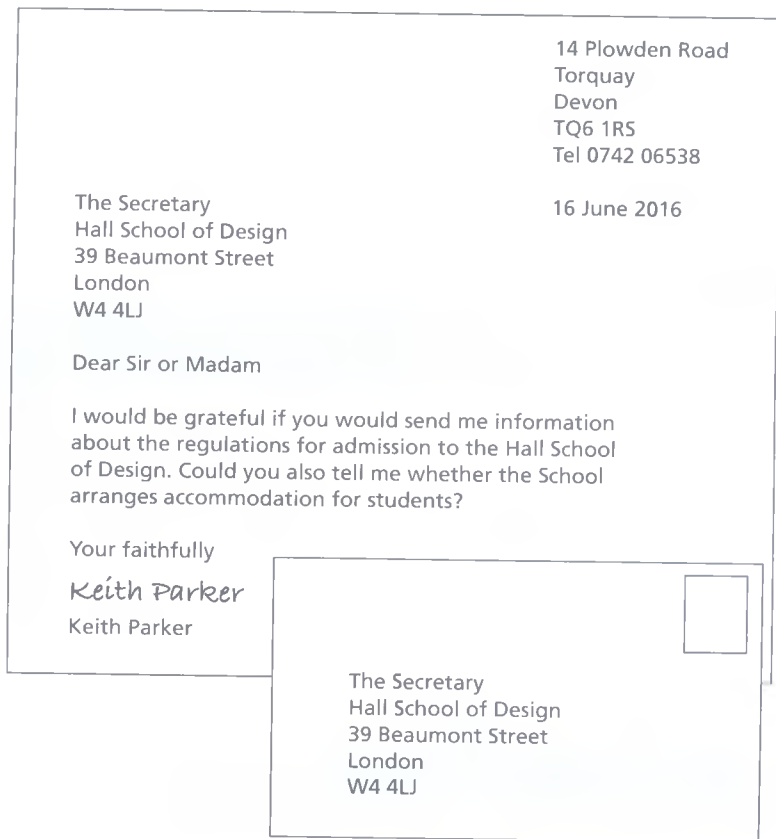 14 Plowden Road
Torquay
Devon
TQ6 1RS
Tel 0742 06538
16 June 2016
The Secretary
Hall School of Design
39 Beaumont Street
London
W4 4LJ
Dear Sir or Madam
I would be grateful if you would send me information
about the regulations for admission to the Hall School
of Design. Could you also tell me whether the School
arranges accommodation for students?
Your faithfully
Keith Parker
Keith Parker
The Secretary
Hall School of Design
39 Beaumont Street
London
W4 4LJ